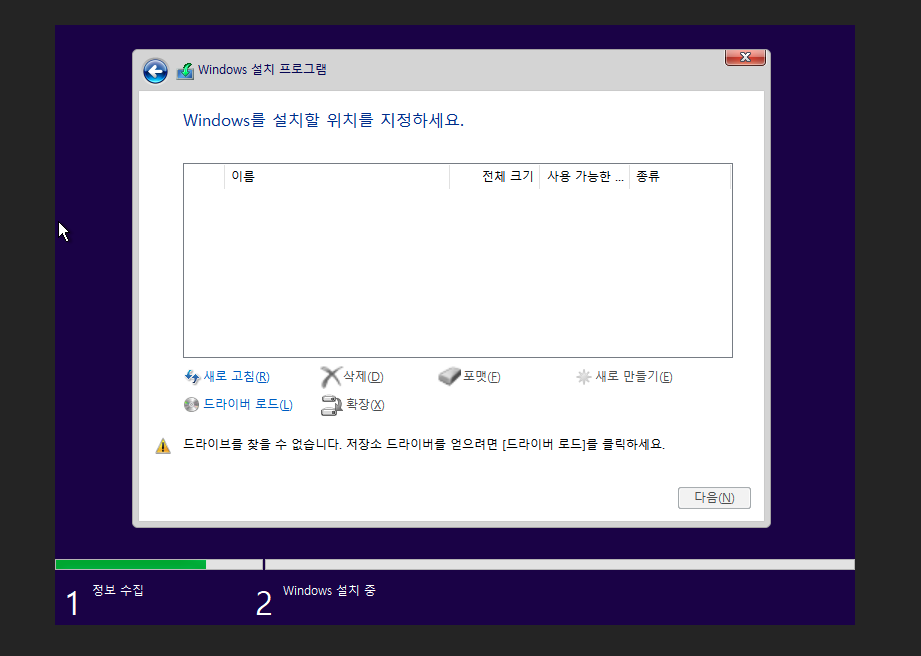 Windows 설치 프로그램
Windows를 설치할 위치를 지정하세요.
이름 전체 크기 사용 가능한 ... 종류
새로 고침(R) 삭제(D) 포맷(F) 새로 만들기(E)
드라이버 로드(L) 확장(X)
드라이브를 찾을 수 없습니다. 저장소 드라이버를 얻으려면 [드라이버 로드]를 클릭하세요.
다음(N)
1 정보 수집 2 Windows 설치 중